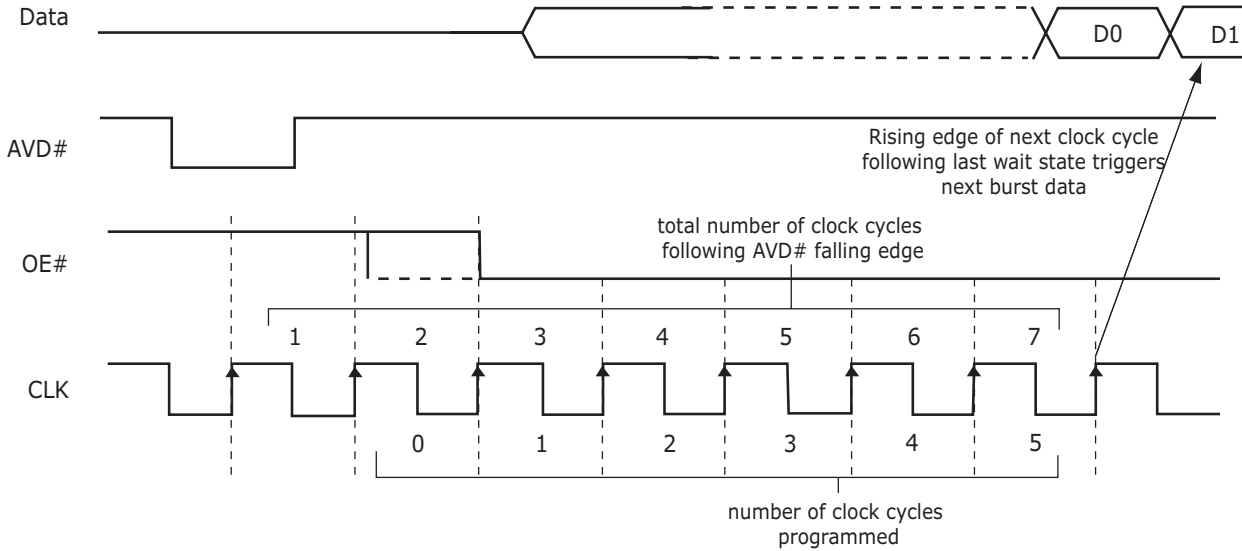 Data
D0
D1
AVD#
Rising edge of next clock cycle
following last wait state triggers
next burst data
total number of clock cycles
following AVD# falling edge
OE#
1 2 3 4 5 6 7
CLK
0 1 2 3 4 5
number of clock cycles
programmed